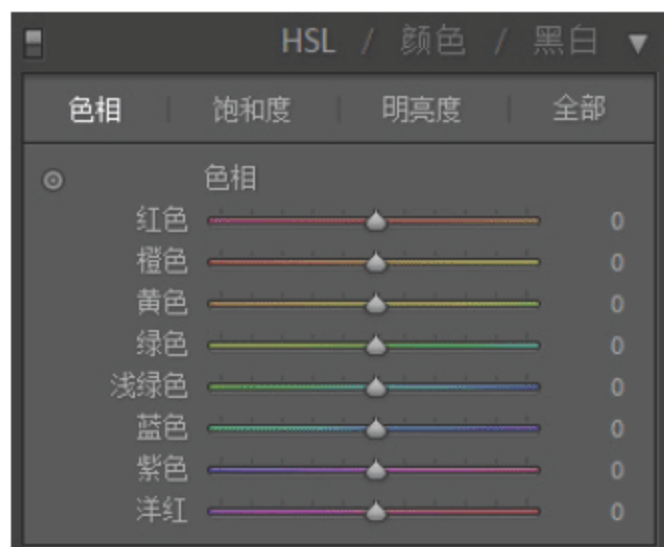 HSL / 颜色 / 黑白
色相 | 饱和度 | 明亮度 | 全部
色相
红色 0
橙色 0
黄色 0
绿色 0
浅绿色 0
蓝色 0
紫色 0
洋红 0